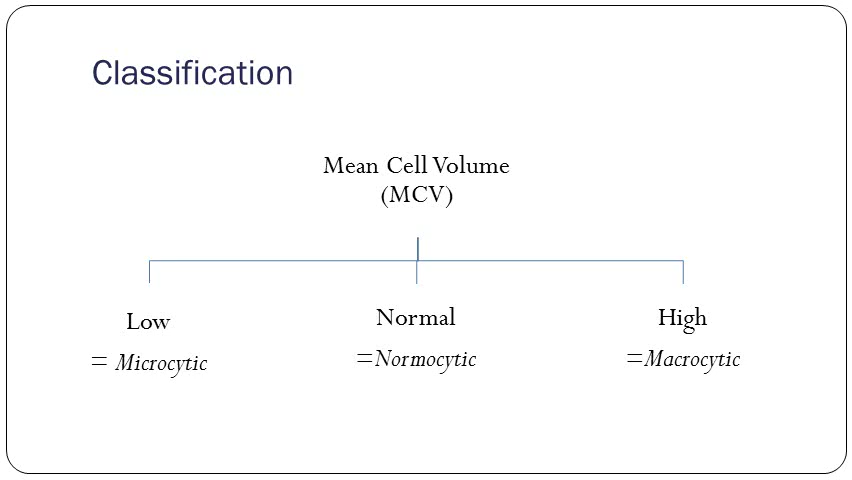 Classification
Mean Cell Volume
(MCV)
Low
= Microcytic
Normal
=Normocytic
High
=Macrocytic